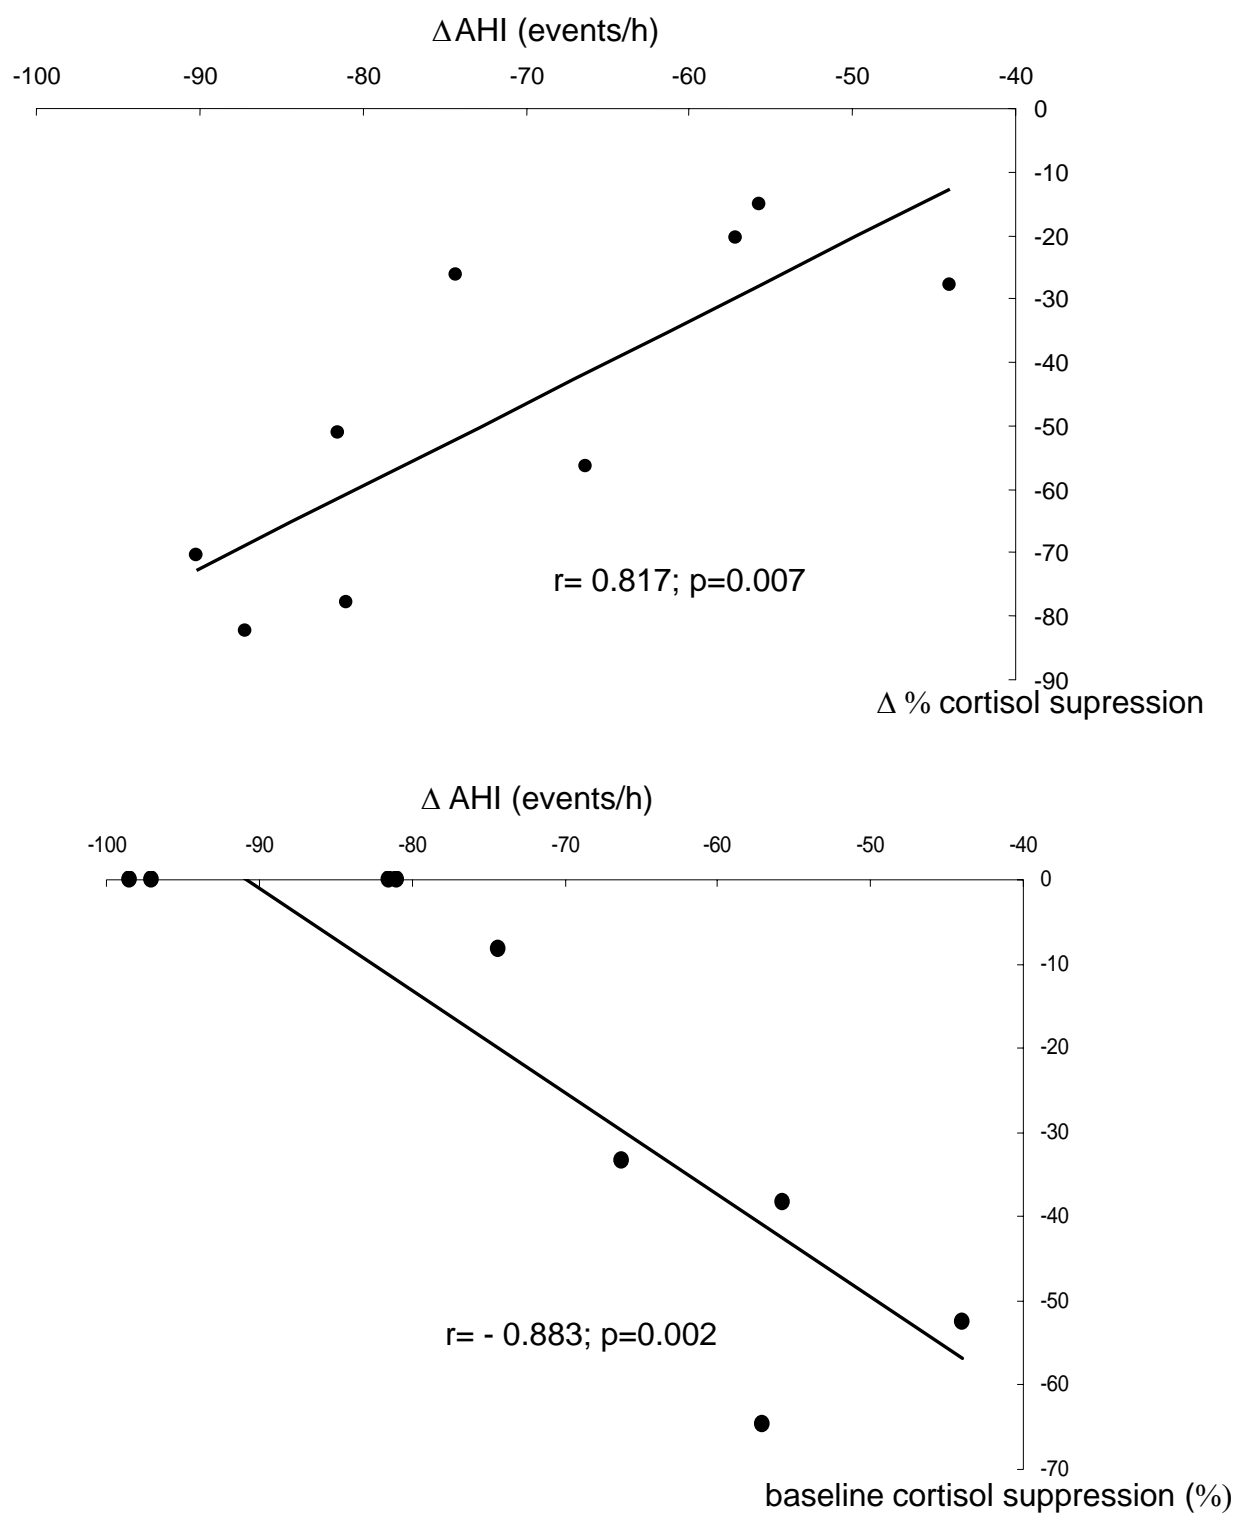 ΔAHI (events/h)
-100 -90 -80 -70 -60 -50 -40
0
-10
-20
-30
-40
-50
-60
-70
r= 0.817; p=0.007
-80
-90
Δ % cortisol supression
Δ AHI (events/h)
-100 -90 -80 -70 -60 -50 -40
0
-10
-20
-30
-40
-50
r= - 0.883; p=0.002
-60
-70
baseline cortisol suppression (%)